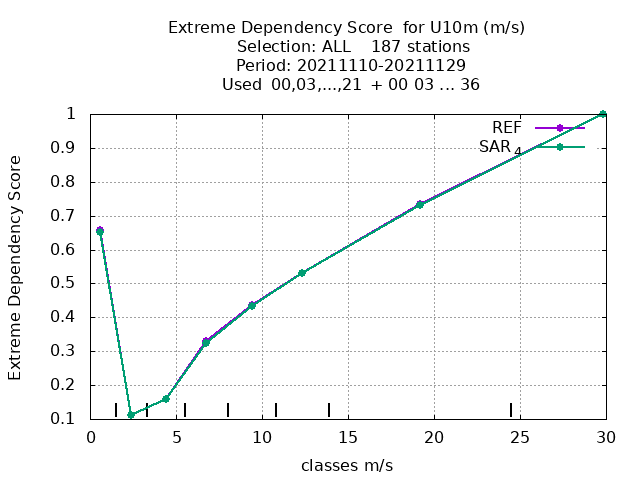 Extreme Dependency Score  for U10m (m/s)
Selection: ALL    187 stations
Period: 20211110-20211129
Used  00,03,...,21  + 00 03 ... 36
REF
SAR 4
Extreme Dependency Score
1
0.9
0.8
0.7
0.6
0.5
0.4
0.3
0.2
0.1
0 5 10 15 20 25 30
classes m/s